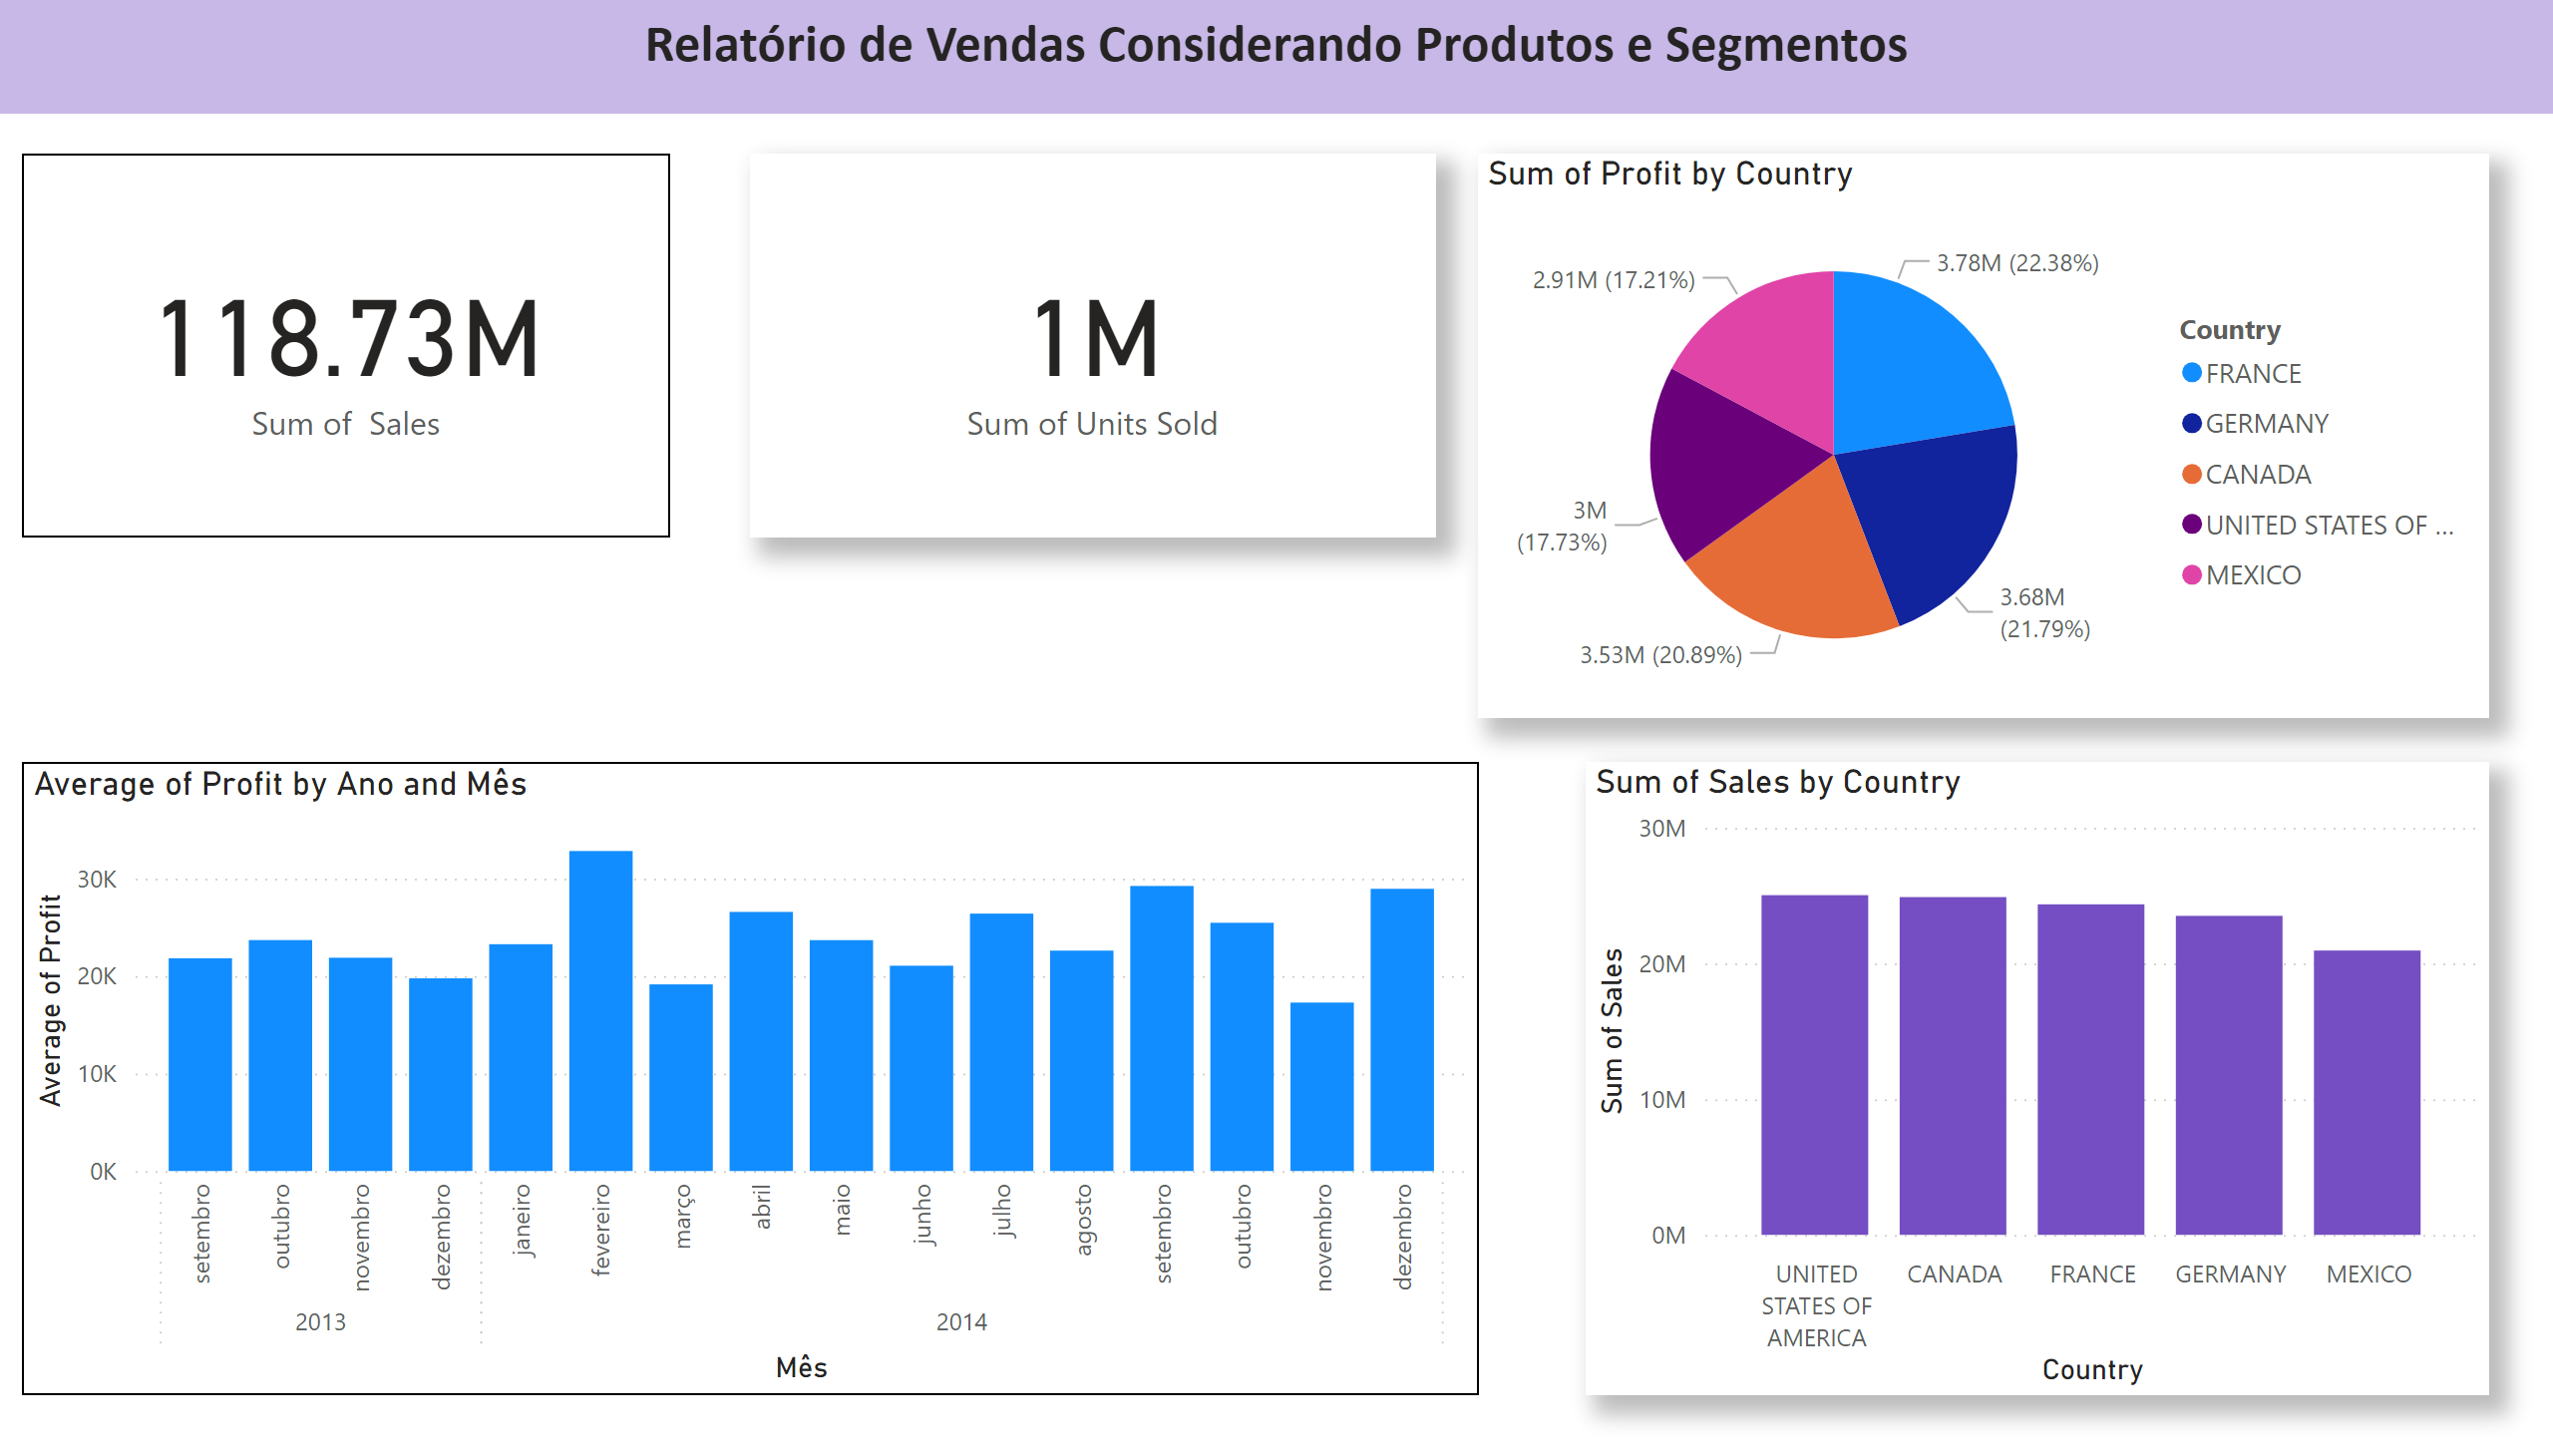 Relatório de Vendas Considerando Produtos e Segmentos
118.73M
Sum of  Sales
1M
Sum of Units Sold
Sum of Profit by Country
3.78M (22.38%)
2.91M (17.21%)
3M
(17.73%)
3.68M
(21.79%)
3.53M (20.89%)
Country
FRANCE
GERMANY
CANADA
UNITED STATES OF ...
MEXICO
Average of Profit by Ano and Mês
Average of Profit
30K
20K
10K
0K
setembro
outubro
novembro
dezembro
janeiro
fevereiro
março
abril
maio
junho
julho
agosto
setembro
outubro
novembro
dezembro
2013
2014
Mês
Sum of Sales by Country
Sum of Sales
30M
20M
10M
0M
UNITED
STATES OF
AMERICA
CANADA
FRANCE
GERMANY
MEXICO
Country